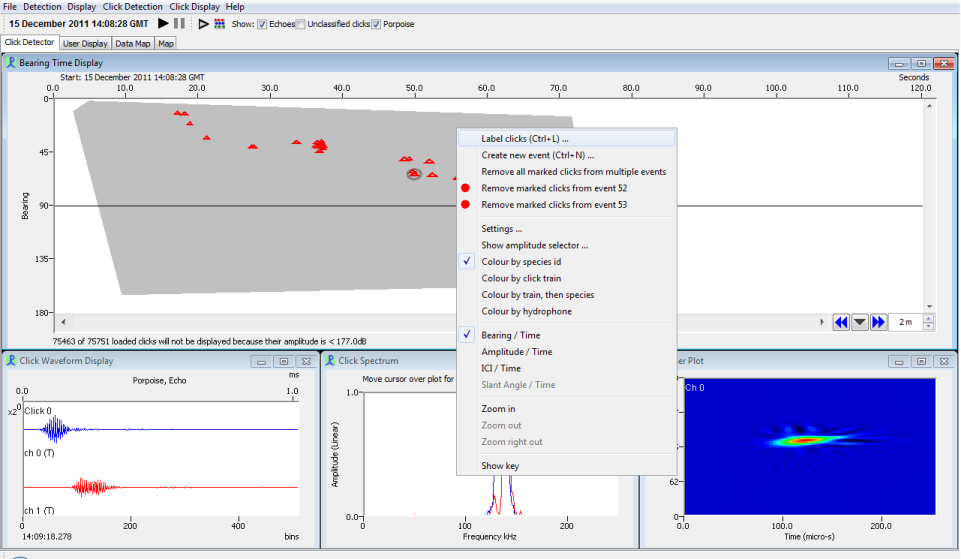 File Detection Display Click Detection Click Display Help
15 December 2011 14:08:28 GMT Show: Echoes Unclassified clicks Porpoise
Click Detector User Display Data Map Map
Bearing Time Display
Start: 15 December 2011 14:08:28 GMT Seconds
0.0 10.0 20.0 30.0 40.0 50.0 60.0 70.0 80.0 90.0 100.0 110.0 120.0
0
45
90
135
180
Bearing
Label clicks (Ctrl+L) ...
Create new event (Ctrl+N) ...
Remove all marked clicks from multiple events
Remove marked clicks from event 52
Remove marked clicks from event 53
Settings ...
Show amplitude selector ...
Colour by species id
Colour by click train
Colour by train, then species
Colour by hydrophone
Bearing / Time
Amplitude / Time
ICI / Time
Slant Angle / Time
Zoom in
Zoom out
Zoom right out
Show key
2 m
75463 of 75751 loaded clicks will not be displayed because their amplitude is < 177.0dB
Click Waveform Display
Porpoise, Echo
ms
0.0 1.0
x2^0
Click 0
ch 0 (T)
ch 1 (T)
0 200 400
14:09:18.278 bins
Click Spectrum
Move cursor over plot for
1.0
Amplitude (Linear)
0.0
0 100 200
Frequency kHz
er Plot
Ch 0
62
0.0 100.0 200.0
Time (micro-s)